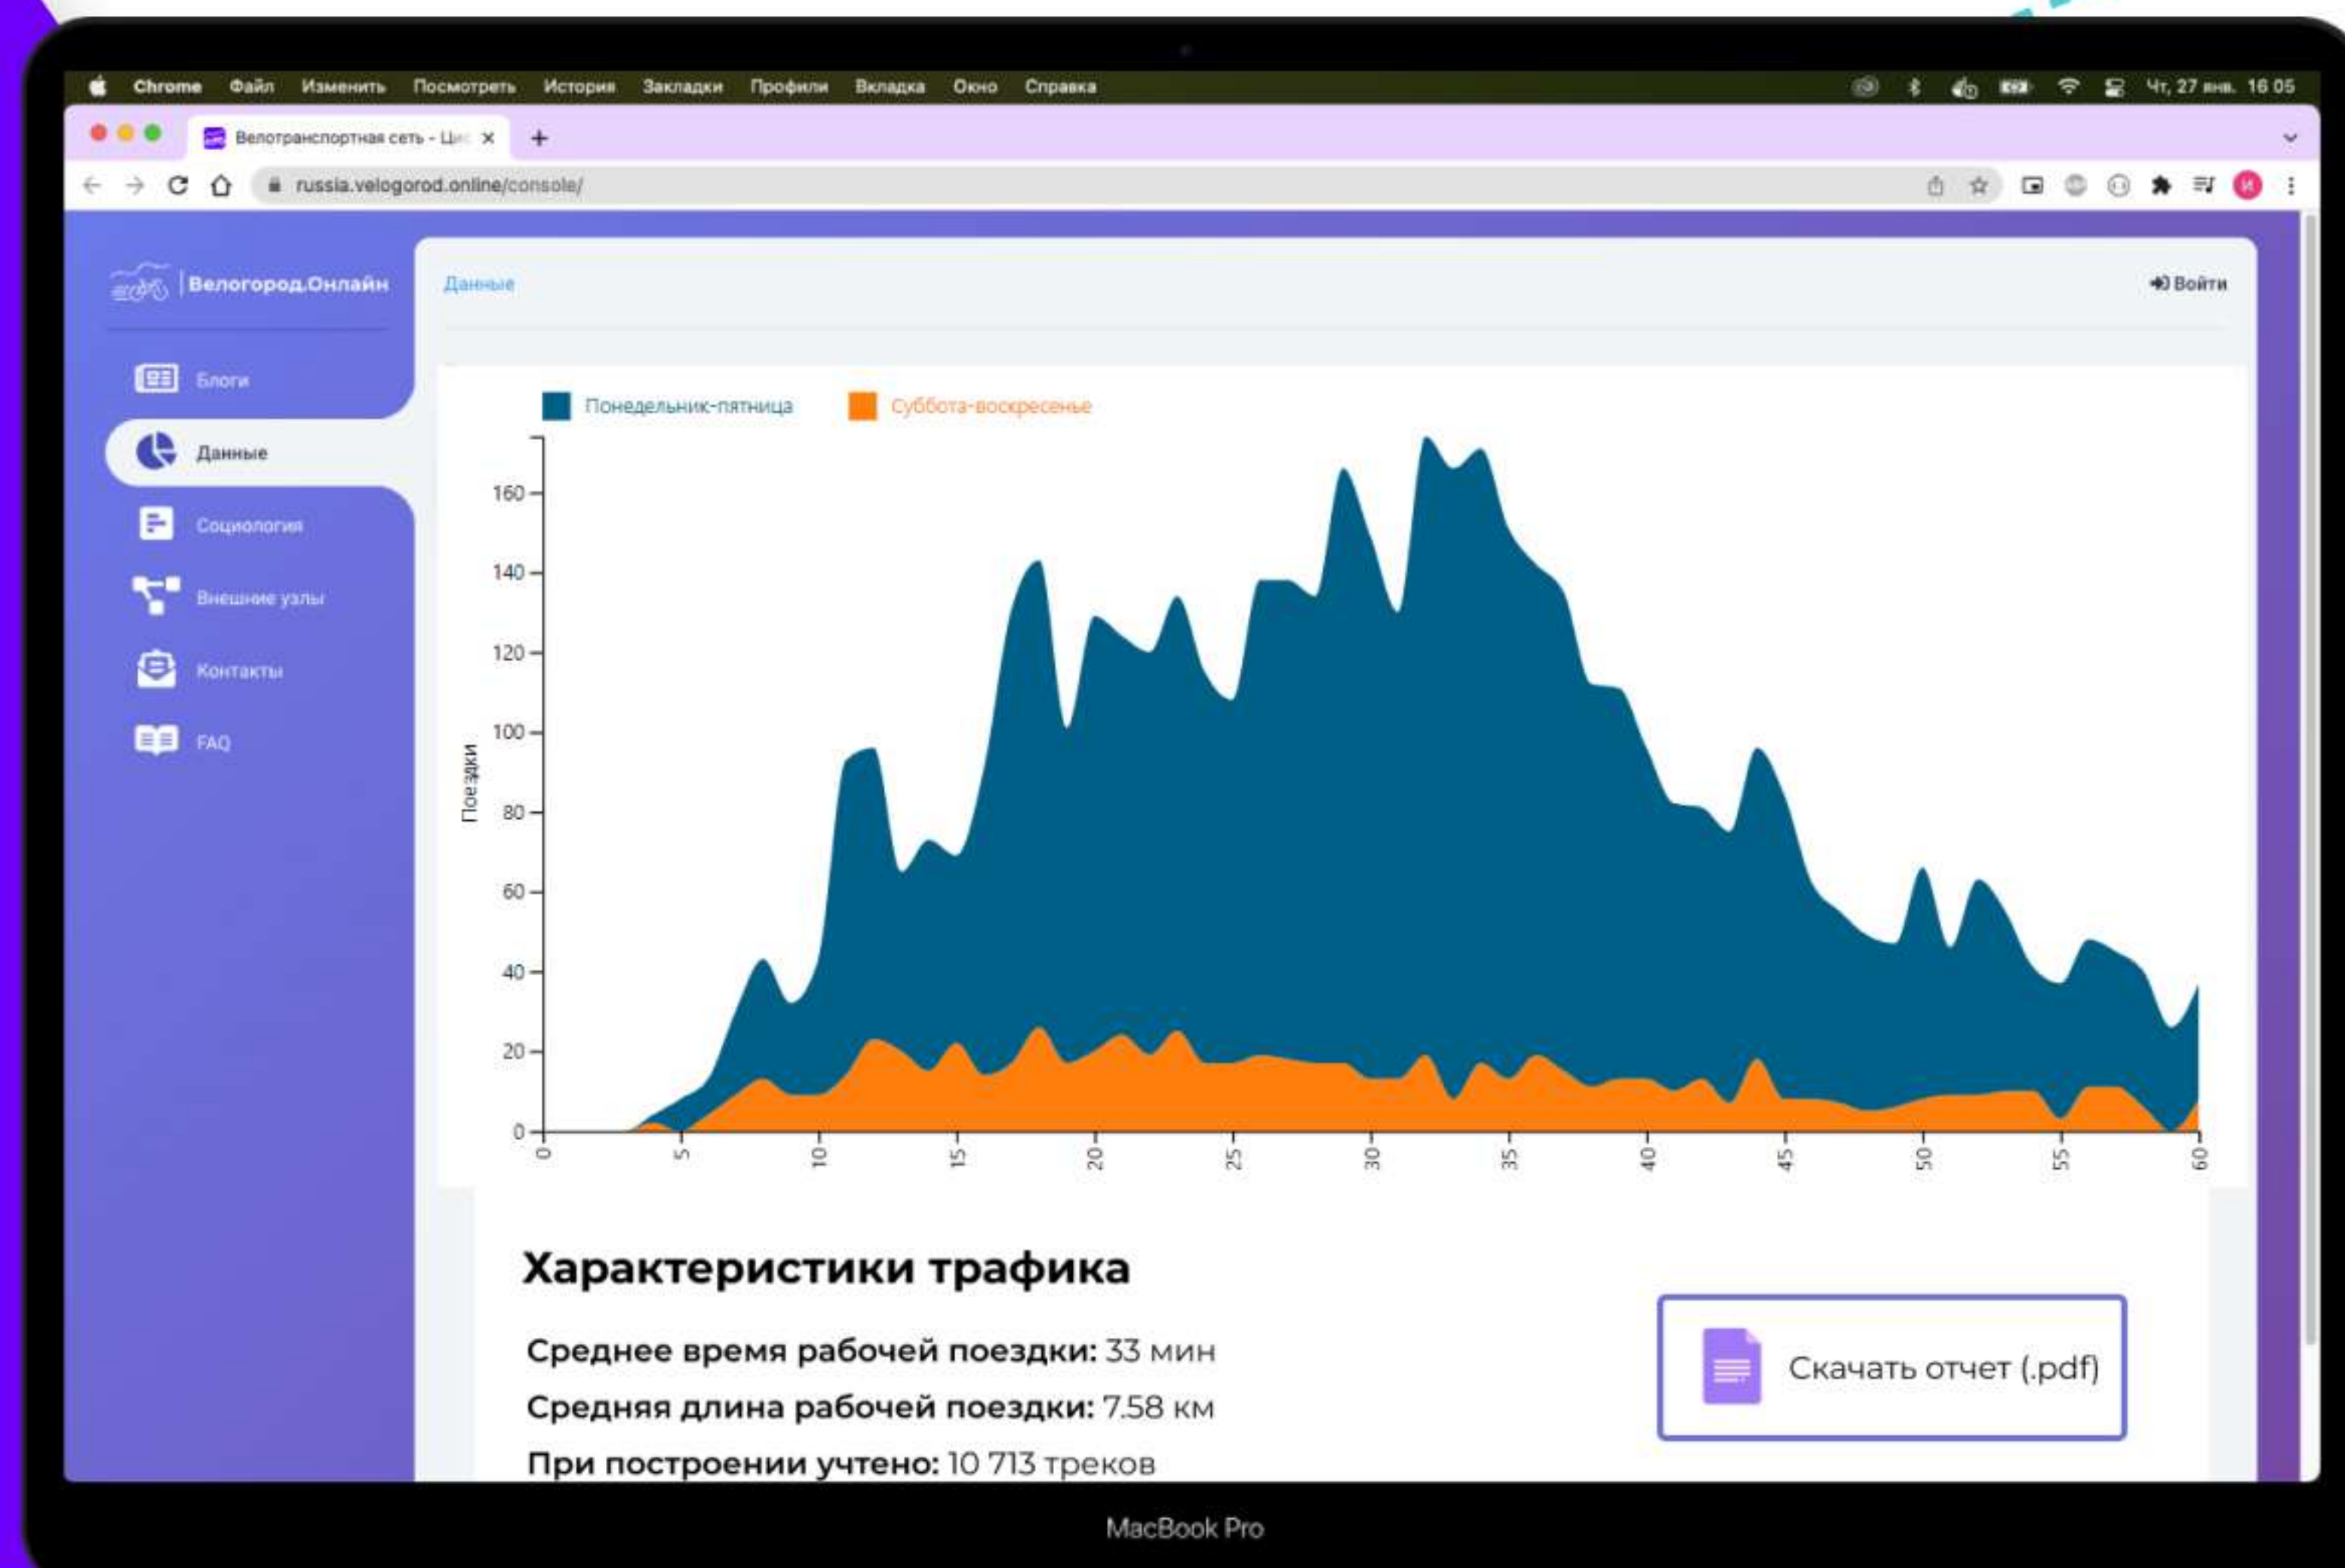 Chrome Файл Изменить Посмотреть История Закладки Профили Вкладка Окно Справка Чт, 27 янв. 16 05
Велотранспортная сеть - Ци
russia.velogorod.online/console/
И
Велогород.Онлайн
Данные
Войти
Блоги
Данные
Социология
Внешние узлы
Контакты
FAQ
Понедельник-пятница Суббота-воскресенье
160
140
120
100
80
60
40
20
0
Поездки
0 5 10 15 20 25 30 35 40 45 50 55 60
Характеристики трафика
Среднее время рабочей поездки: 33 мин
Средняя длина рабочей поездки: 7.58 км
При построении учтено: 10 713 треков
Скачать отчет (.pdf)
MacBook Pro